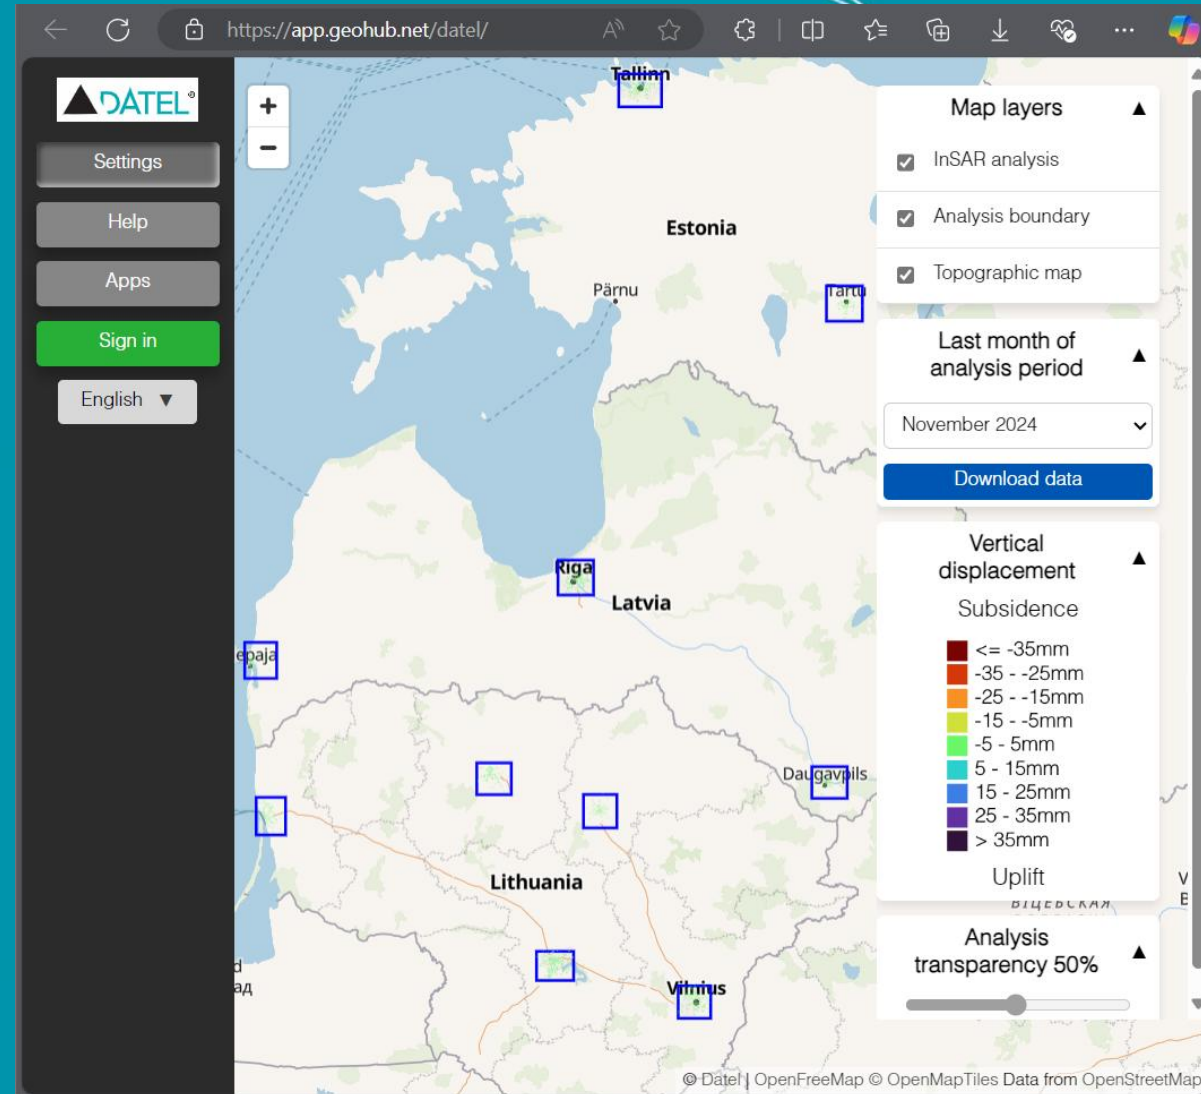 https://app.geohub.net/datel/
DATEL
Settings
Help
Apps
Sign in
English ▼
+
−
Tallinn
Estonia
Pärnu
Tartu
Riga
Latvia
epaja
Daugavpils
Lithuania
Vilnius
d
ад
Map layers ▲
InSAR analysis
Analysis boundary
Topographic map
Last month of
analysis period ▲
November 2024
Download data
Vertical
displacement ▲
Subsidence
<= -35mm
-35 - -25mm
-25 - -15mm
-15 - -5mm
-5 - 5mm
5 - 15mm
15 - 25mm
25 - 35mm
> 35mm
Uplift
ВІЦЕБСКАЯ
Analysis
transparency 50% ▲
© Datel | OpenFreeMap © OpenMapTiles Data from OpenStreetMap